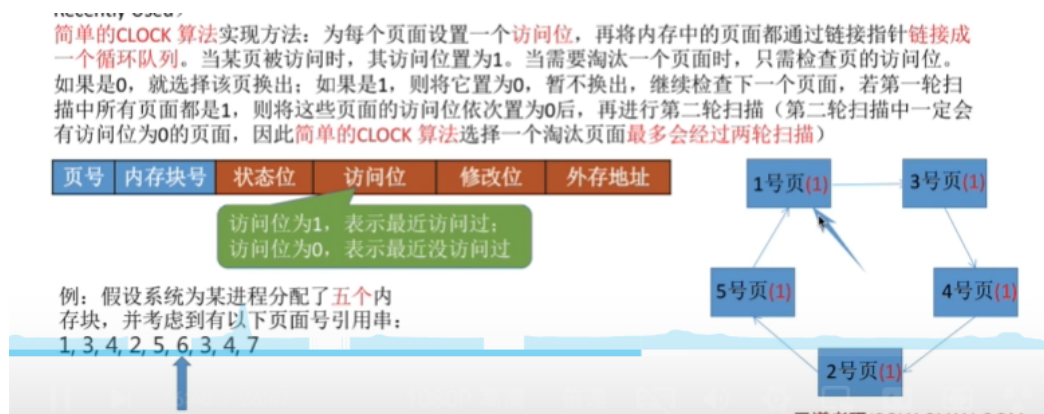 简单的CLOCK 算法实现方法：为每个页面设置一个访问位，再将内存中的页面都通过链接指针链接成
一个循环队列。当某页被访问时，其访问位置为1。当需要淘汰一个页面时，只需检查页的访问位。
如果是0，就选择该页换出；如果是1，则将它置为0，暂不换出，继续检查下一个页面，若第一轮扫
描中所有页面都是1，则将这些页面的访问位依次置为0后，再进行第二轮扫描（第二轮扫描中一定会
有访问位为0的页面，因此简单的CLOCK 算法选择一个淘汰页面最多会经过两轮扫描）
页号 内存块号 状态位 访问位 修改位 外存地址
访问位为1，表示最近访问过；
访问位为0，表示最近没访问过
例：假设系统为某进程分配了五个内
存块，并考虑到有以下页面号引用串：
1, 3, 4, 2, 5, 6, 3, 4, 7
1号页(1)
3号页(1)
5号页(1)
4号页(1)
2号页(1)